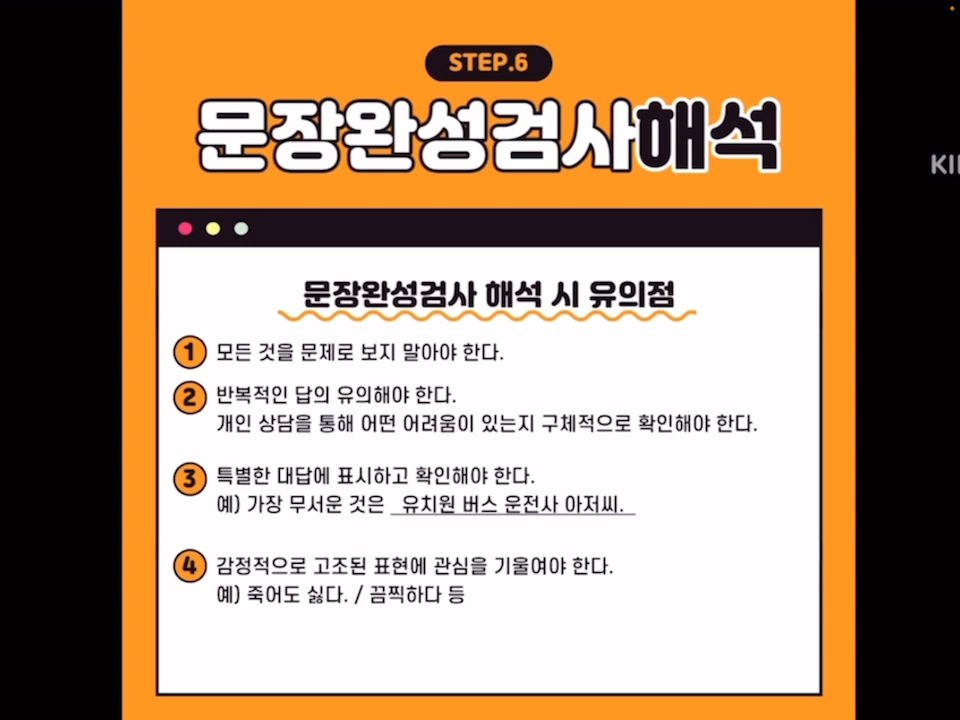 STEP.6
문장완성검사해석
KI
문장완성검사 해석 시 유의점
1 모든 것을 문제로 보지 말아야 한다.
2 반복적인 답의 유의해야 한다.
개인 상담을 통해 어떤 어려움이 있는지 구체적으로 확인해야 한다.
3 특별한 대답에 표시하고 확인해야 한다.
예) 가장 무서운 것은 유치원 버스 운전사 아저씨.
4 감정적으로 고조된 표현에 관심을 기울여야 한다.
예) 죽어도 싫다. / 끔찍하다 등